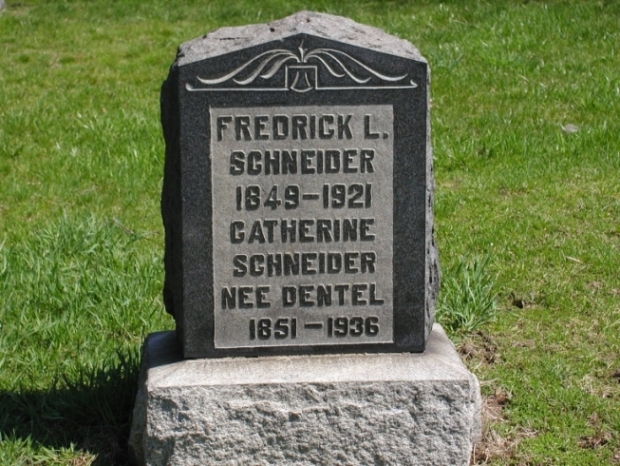 FREDRICK L.
SCHNEIDER
1849-1921
CATHERINE
SCHNEIDER
NEE DENTEL
1851-1936